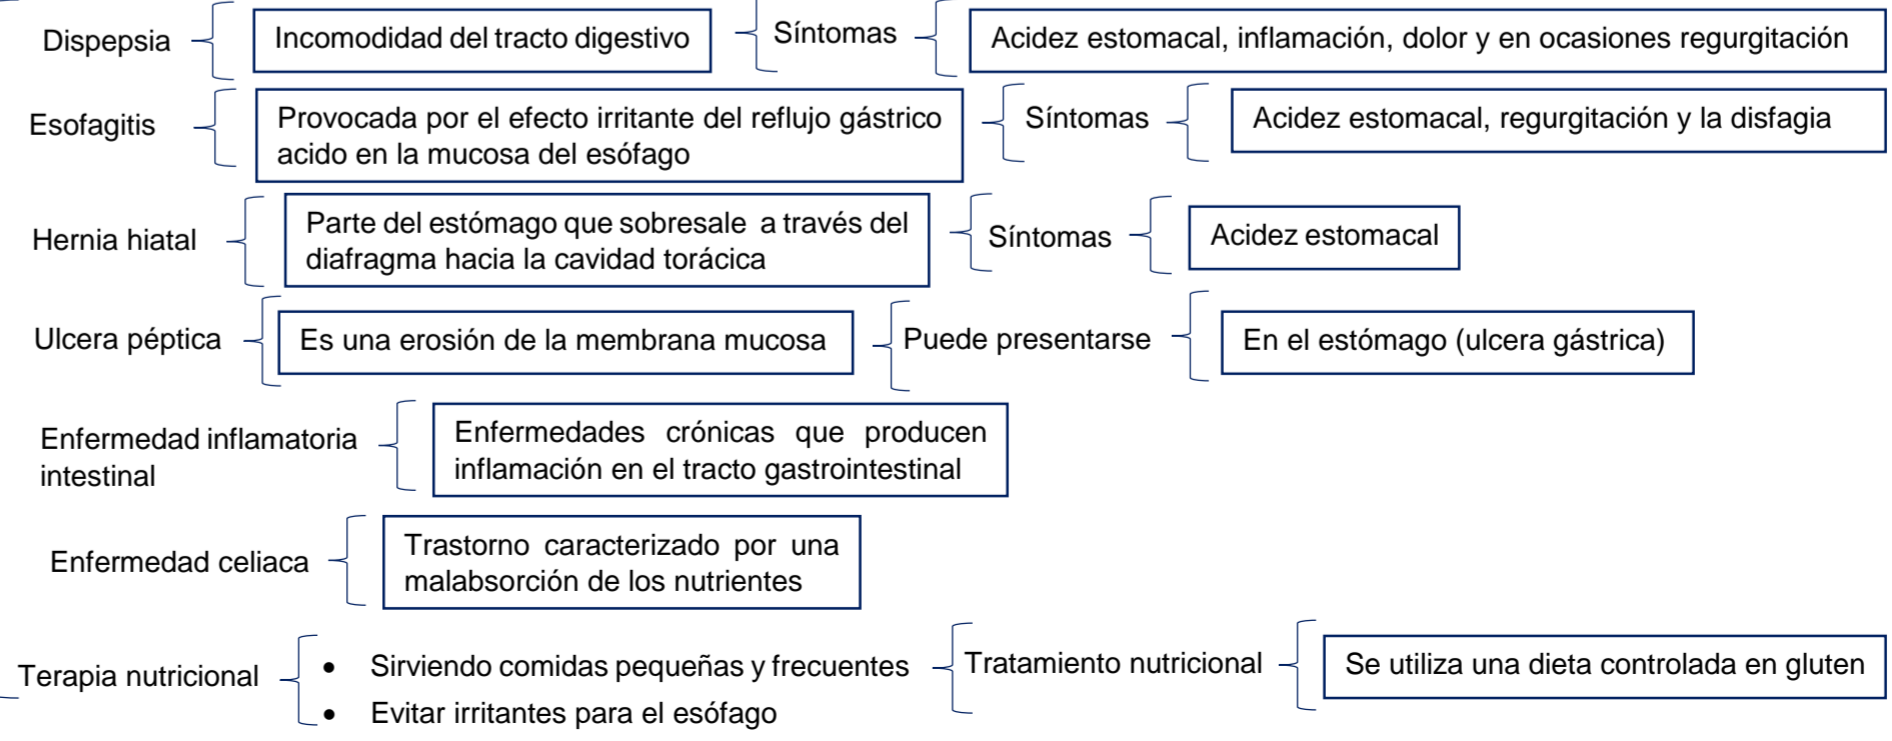 Dispepsia
Incomodidad del tracto digestivo
Síntomas
Acidez estomacal, inflamación, dolor y en ocasiones regurgitación
Esofagitis
Provocada por el efecto irritante del reflujo gástrico
acido en la mucosa del esófago
Síntomas
Acidez estomacal, regurgitación y la disfagia
Hernia hiatal
Parte del estómago que sobresale a través del
diafragma hacia la cavidad torácica
Síntomas
Acidez estomacal
Ulcera péptica
Es una erosión de la membrana mucosa
Puede presentarse
En el estómago (ulcera gástrica)
Enfermedad inflamatoria
intestinal
Enfermedades crónicas que producen
inflamación en el tracto gastrointestinal
Enfermedad celiaca
Trastorno caracterizado por una
malabsorción de los nutrientes
Terapia nutricional
• Sirviendo comidas pequeñas y frecuentes
• Evitar irritantes para el esófago
Tratamiento nutricional
Se utiliza una dieta controlada en gluten